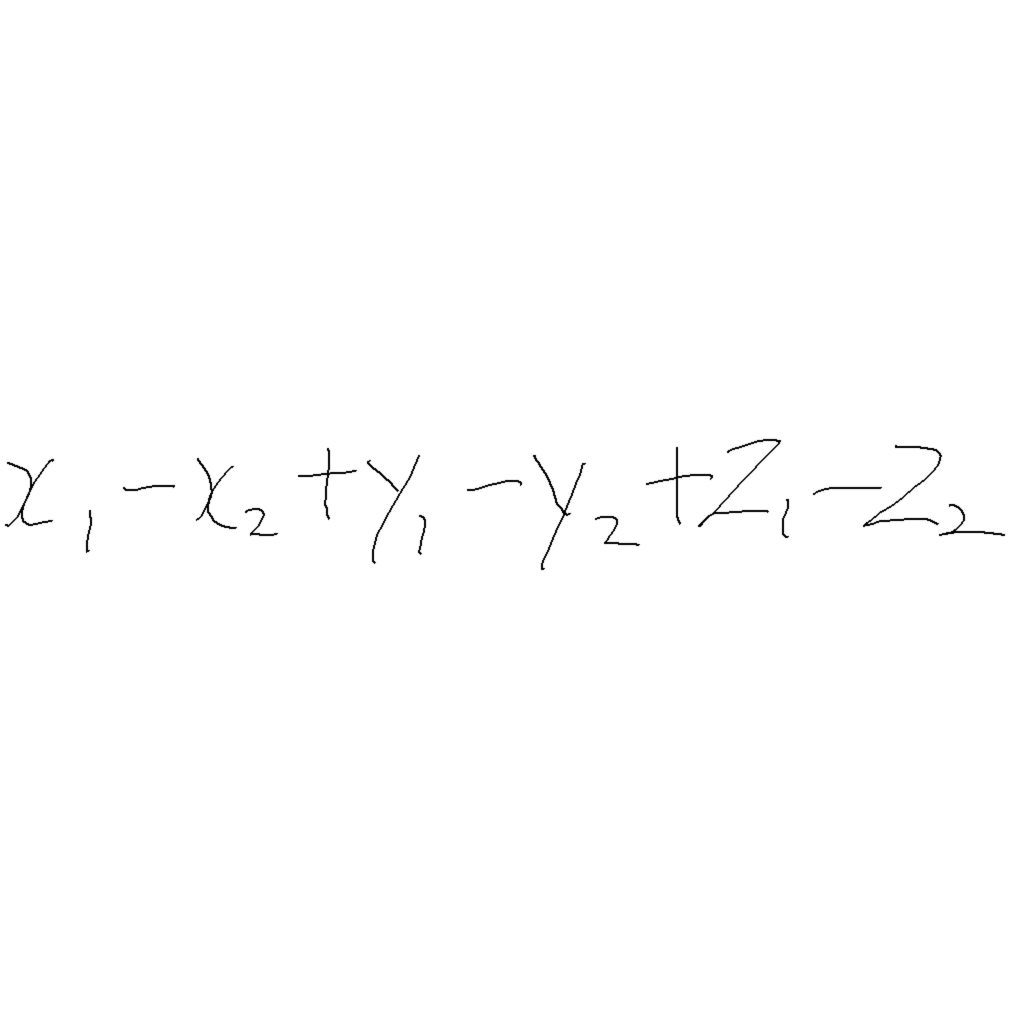 x₁ - x₂ + y₁ - y₂ + z₁ - z₂